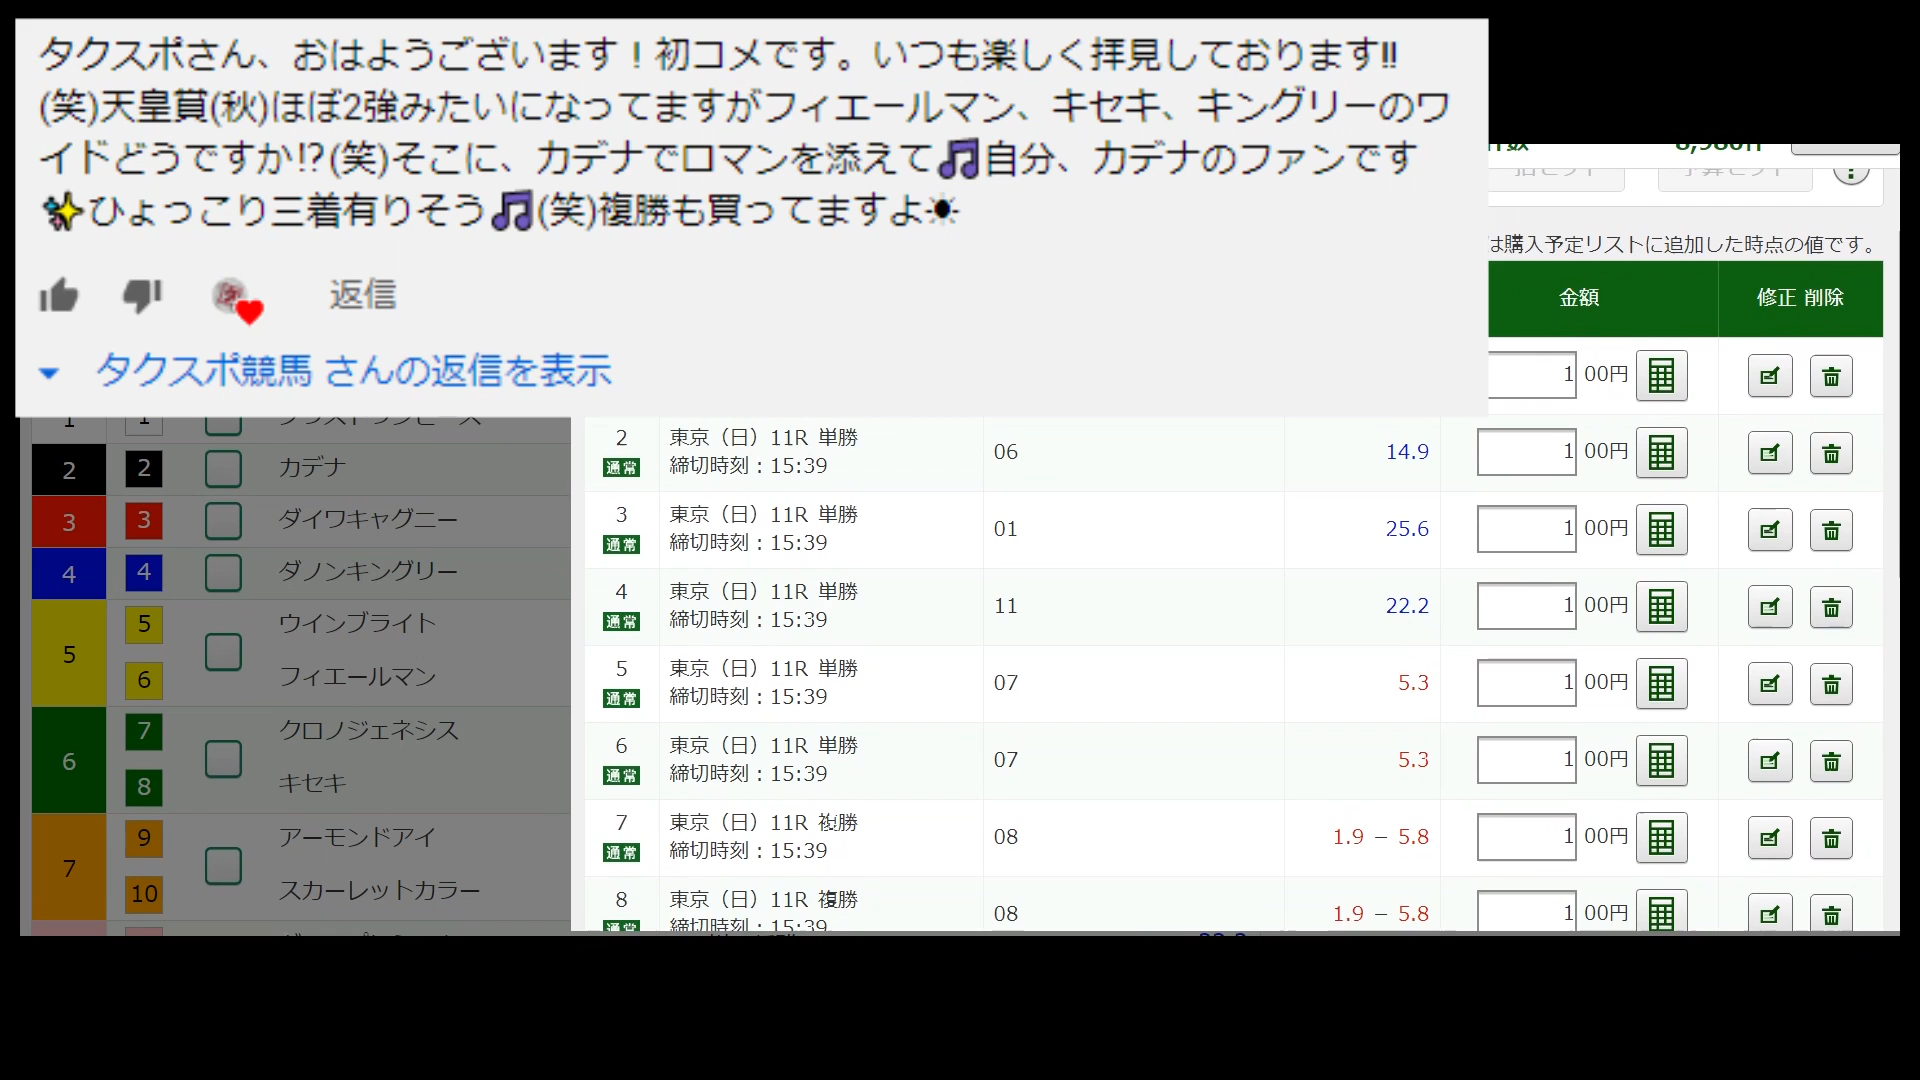 タクスポさん、おはようございます！初コメです。いつも楽しく拝見しております!!
(笑)天皇賞(秋)ほぼ2強みたいになってますがフィエールマン、キセキ、キングリーのワ
イドどうですか!?(笑)そこに、カデナでロマンを添えて🎵自分、カデナのファンです
✨ひょっこり三着有りそう🎵(笑)複勝も買ってますよ☀
返信
タクスポ競馬 さんの返信を表示
は購入予定リストに追加した時点の値です。
金額 修正 削除
1 00円
1 1
2 2 カデナ
3 3 ダイワキャグニー
4 4 ダノンキングリー
5 5 ウインブライト
6 フィエールマン
6 7 クロノジェネシス
8 キセキ
7 9 アーモンドアイ
10 スカーレットカラー
2 東京（日）11R 単勝 06 14.9 1 00円
通常 締切時刻：15:39
3 東京（日）11R 単勝 01 25.6 1 00円
通常 締切時刻：15:39
4 東京（日）11R 単勝 11 22.2 1 00円
通常 締切時刻：15:39
5 東京（日）11R 単勝 07 5.3 1 00円
通常 締切時刻：15:39
6 東京（日）11R 単勝 07 5.3 1 00円
通常 締切時刻：15:39
7 東京（日）11R 複勝 08 1.9 − 5.8 1 00円
通常 締切時刻：15:39
8 東京（日）11R 複勝 08 1.9 − 5.8 1 00円
通常 締切時刻：15:39